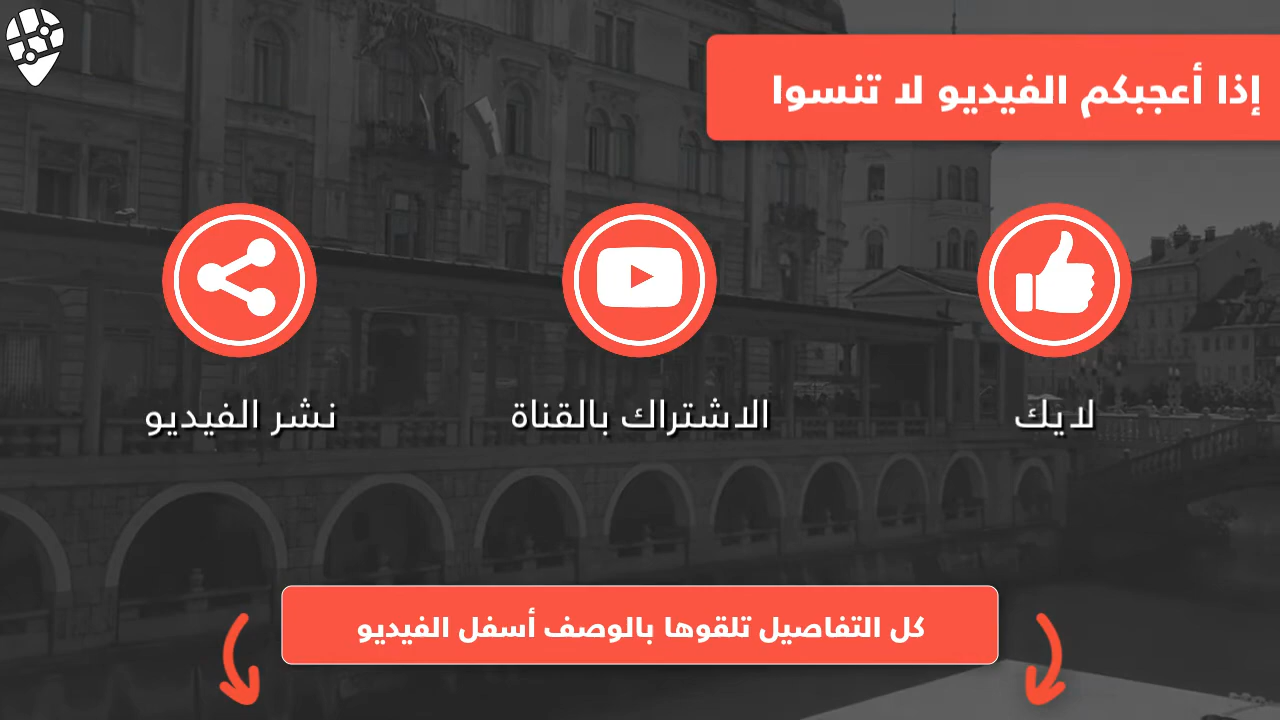 إذا أعجبكم الفيديو لا تنسوا
لايك
الاشتراك بالقناة
نشر الفيديو
كل التفاصيل تلقوها بالوصف أسفل الفيديو